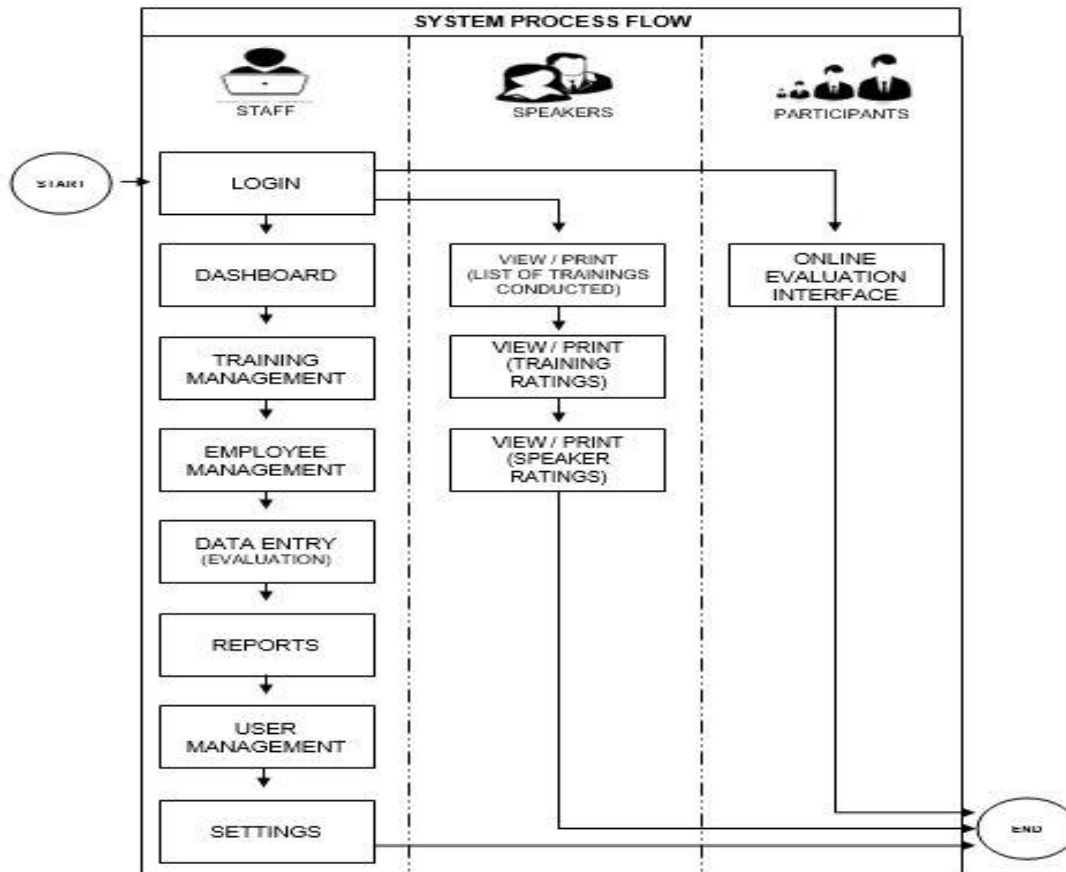 SYSTEM PROCESS FLOW
STAFF
SPEAKERS
PARTICIPANTS
START
LOGIN
DASHBOARD
VIEW / PRINT
(LIST OF TRAININGS
CONDUCTED)
ONLINE
EVALUATION
INTERFACE
TRAINING
MANAGEMENT
VIEW / PRINT
(TRAINING
RATINGS)
EMPLOYEE
MANAGEMENT
VIEW / PRINT
(SPEAKER
RATINGS)
DATA ENTRY
(EVALUATION)
REPORTS
USER
MANAGEMENT
SETTINGS
END